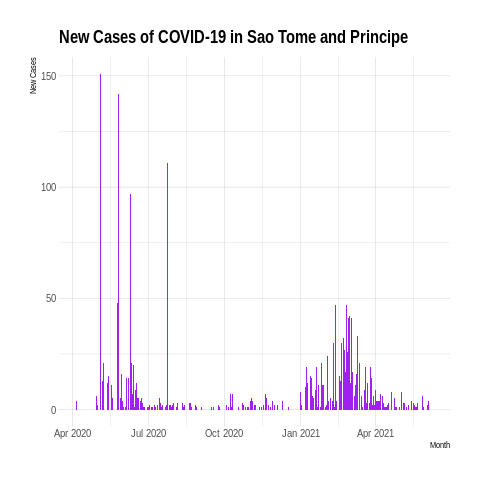 New Cases of COVID-19 in Sao Tome and Principe
New Cases
150
100
50
0
Apr 2020 Jul 2020 Oct 2020 Jan 2021 Apr 2021
Month